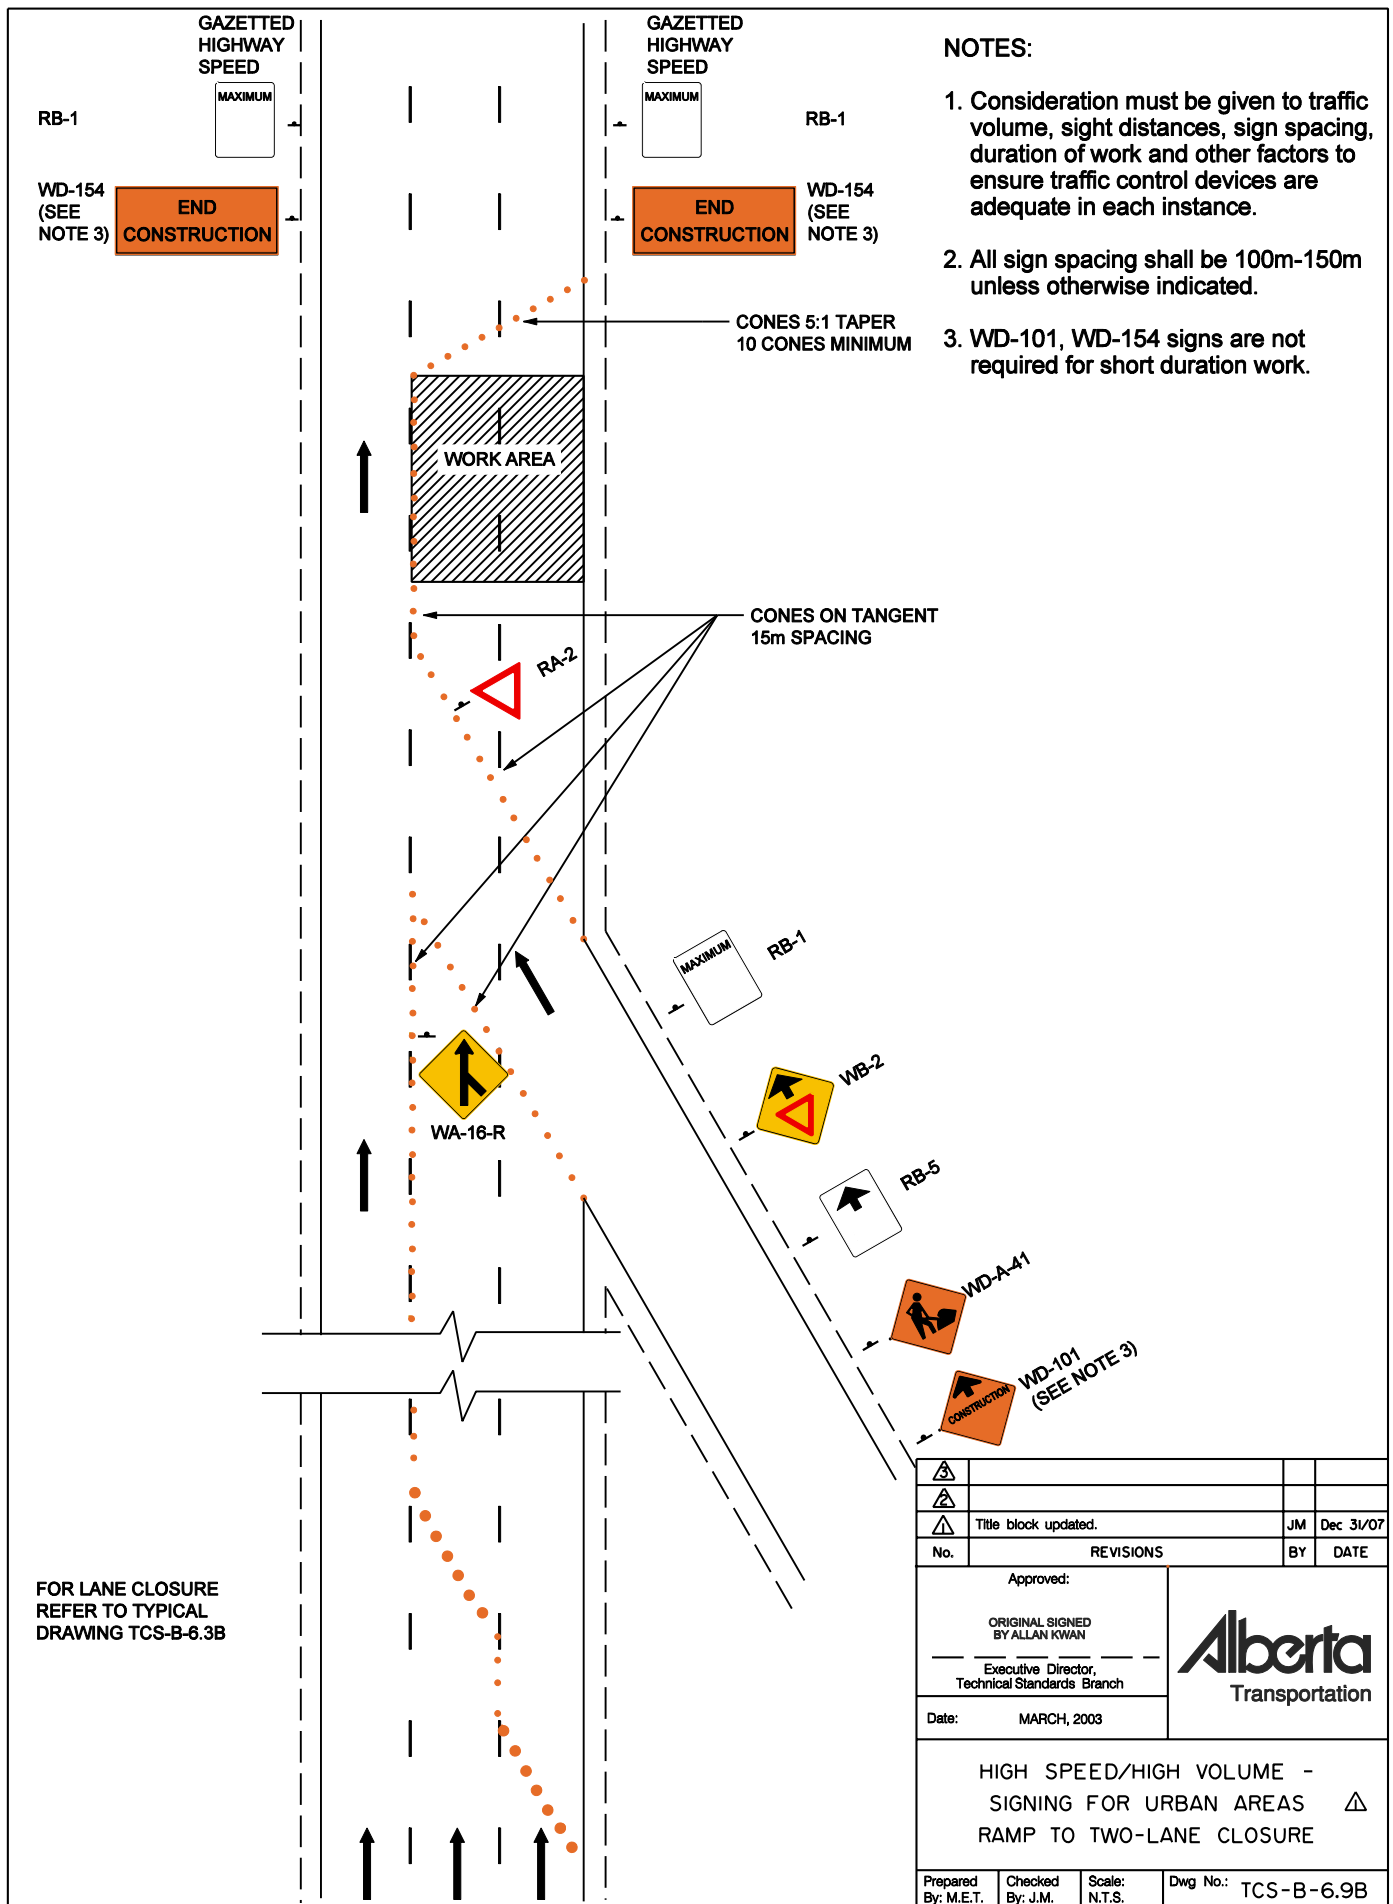 GAZETTED
HIGHWAY
SPEED
MAXIMUM
RB-1
GAZETTED
HIGHWAY
SPEED
MAXIMUM
RB-1
WD-154
(SEE
NOTE 3)
END
CONSTRUCTION
END
CONSTRUCTION
WD-154
(SEE
NOTE 3)
NOTES:
1. Consideration must be given to traffic
volume, sight distances, sign spacing,
duration of work and other factors to
ensure traffic control devices are
adequate in each instance.
2. All sign spacing shall be 100m-150m
unless otherwise indicated.
3. WD-101, WD-154 signs are not
required for short duration work.
CONES 5:1 TAPER
10 CONES MINIMUM
WORK AREA
CONES ON TANGENT
15m SPACING
RA-2
MAXIMUM
RB-1
WB-2
WA-16-R
RB-5
WD-A-41
CONSTRUCTION
WD-101
(SEE NOTE 3)
FOR LANE CLOSURE
REFER TO TYPICAL
DRAWING TCS-B-6.3B
3
2
1 Title block updated. JM Dec 31/07
No. REVISIONS BY DATE
Approved:
ORIGINAL SIGNED
BY ALLAN KWAN
Executive Director,
Technical Standards Branch
Date: MARCH, 2003
Alberta
Transportation
HIGH SPEED/HIGH VOLUME -
SIGNING FOR URBAN AREAS 1
RAMP TO TWO-LANE CLOSURE
Prepared
By: M.E.T.
Checked
By: J.M.
Scale:
N.T.S.
Dwg No.: TCS-B-6.9B